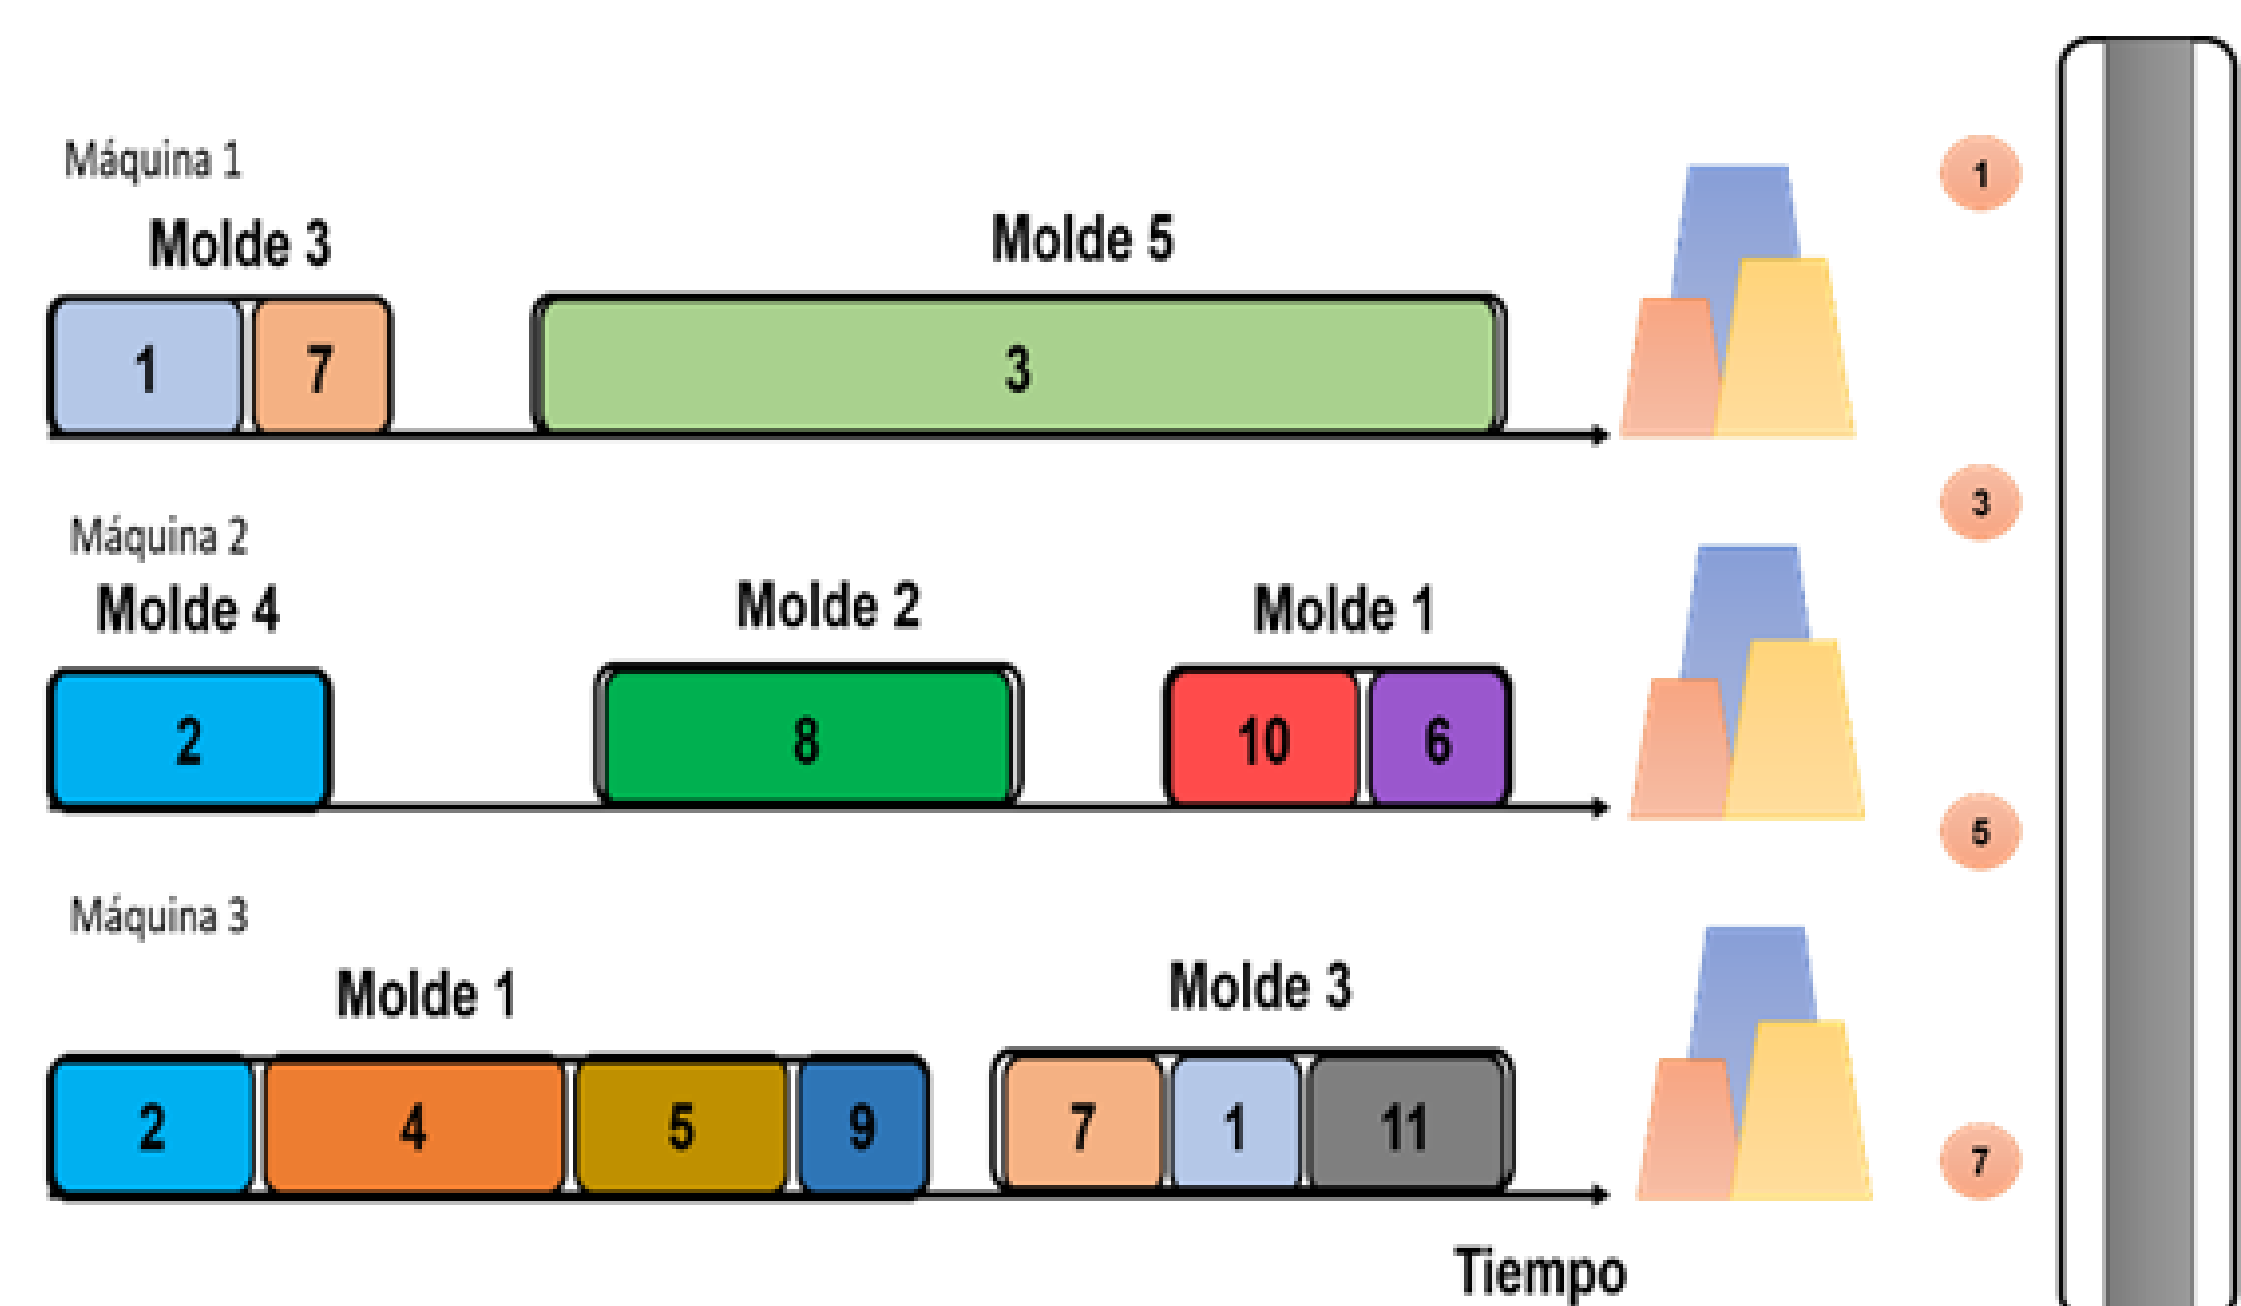 Máquina 1
Molde 3
Molde 5
1 7 3
1
3
Máquina 2
Molde 4
Molde 2
Molde 1
2 8 10 6
5
Máquina 3
Molde 1
Molde 3
2 4 5 9 7 1 11
7
Tiempo